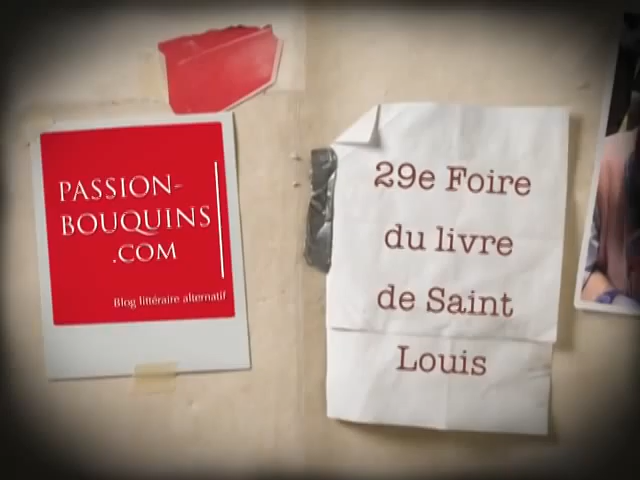 PASSION-
BOUQUINS
.COM
Blog littéraire alternatif
29e Foire
du livre
de Saint
Louis